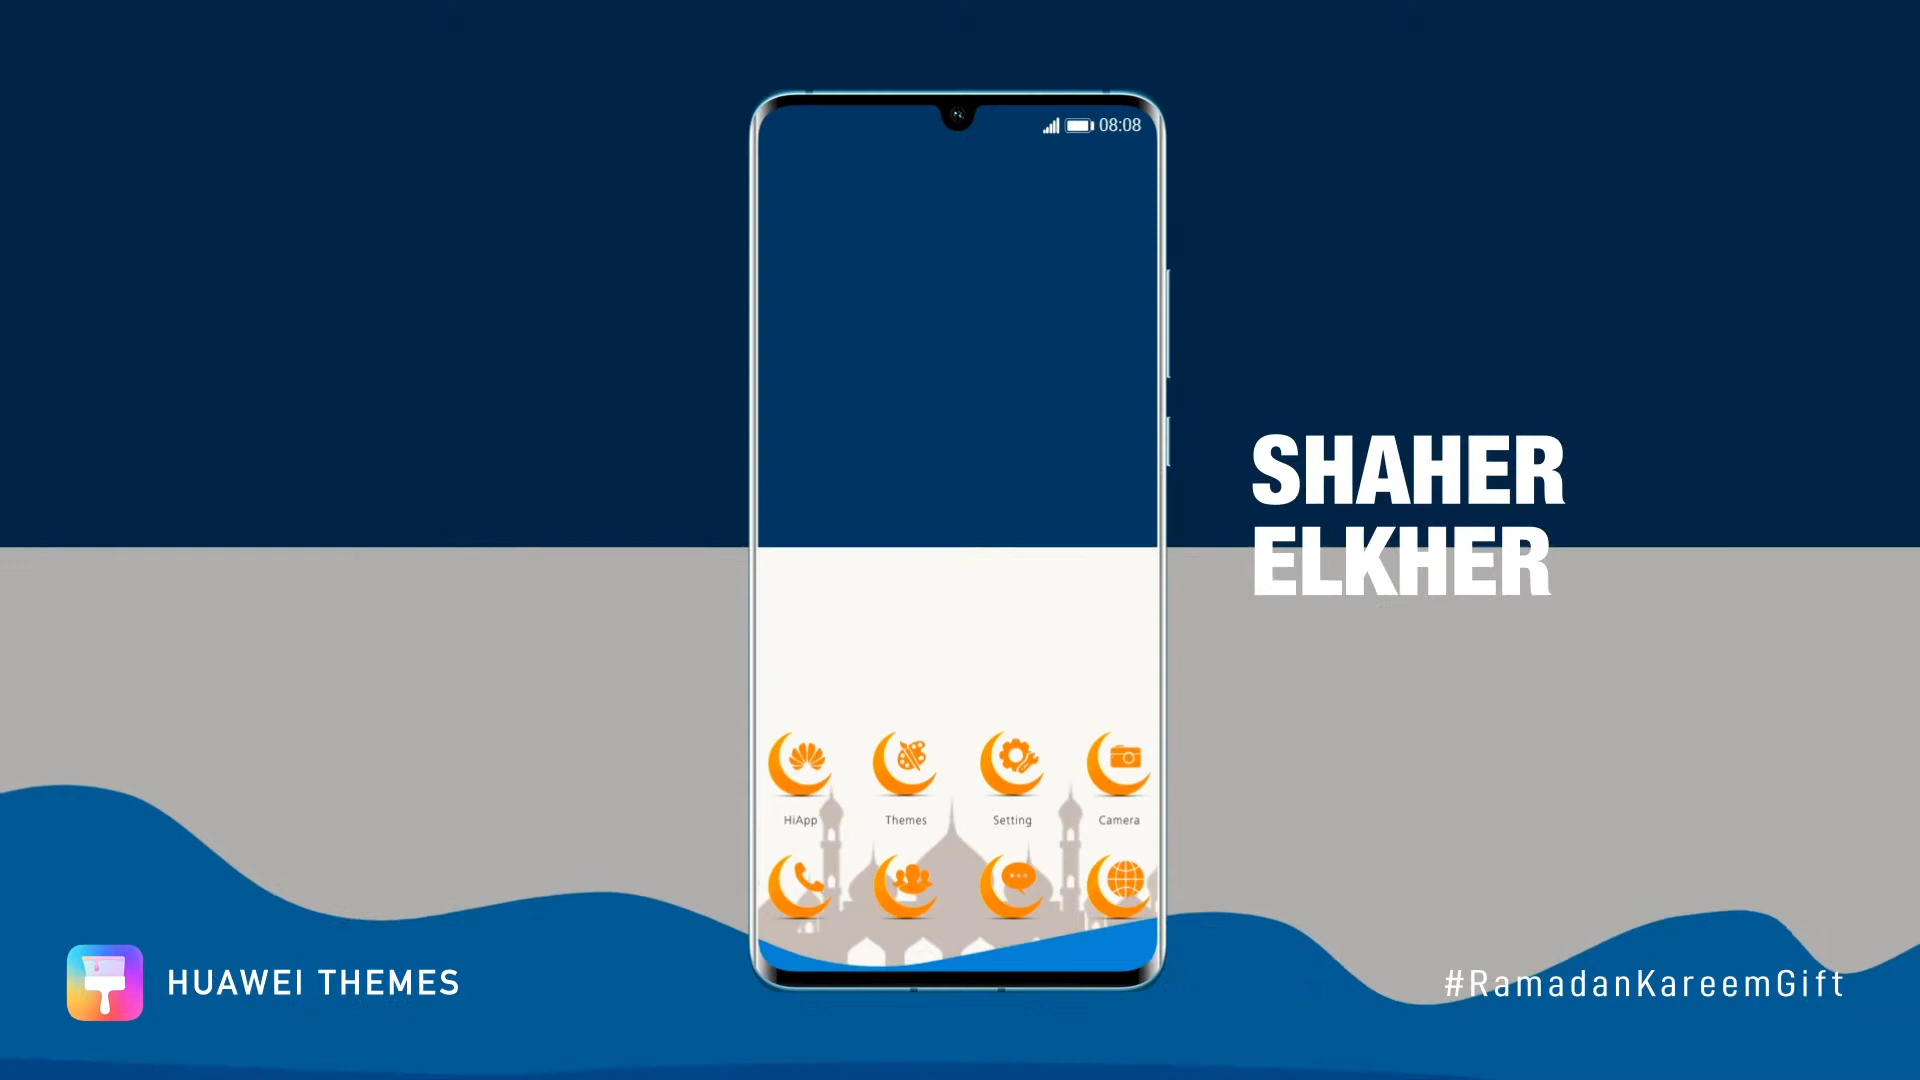 08:08
SHAHER
ELKHER
HiApp
Themes
Setting
Camera
HUAWEI THEMES
#RamadanKareemGift